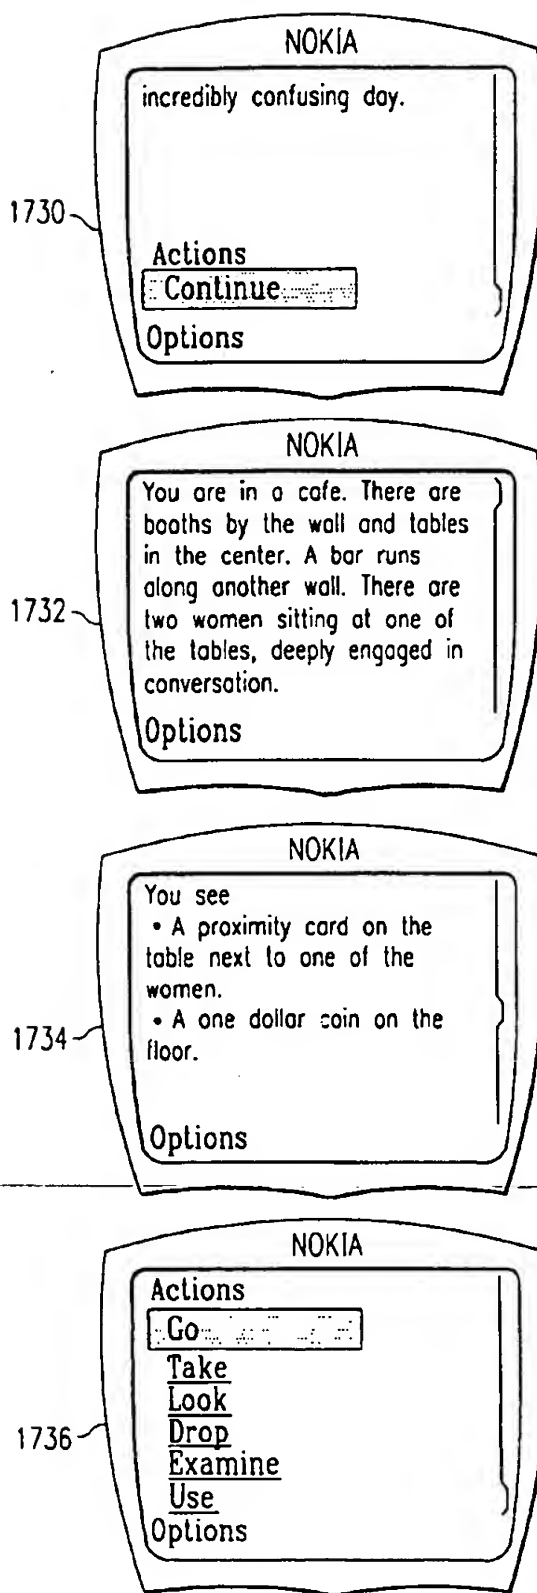 NOKIA
incredibly confusing day.
1730
Actions
Continue
Options
NOKIA
You are in a cafe. There are
booths by the wall and tables
in the center. A bar runs
along another wall. There are
1732
two women sitting at one of
the tables, deeply engaged in
conversation.
Options
NOKIA
You see
• A proximity card on the
table next to one of the
women.
1734
• A one dollar coin on the
floor.
Options
NOKIA
Actions
Go
Take
Look
Drop
1736
Examine
Use
Options